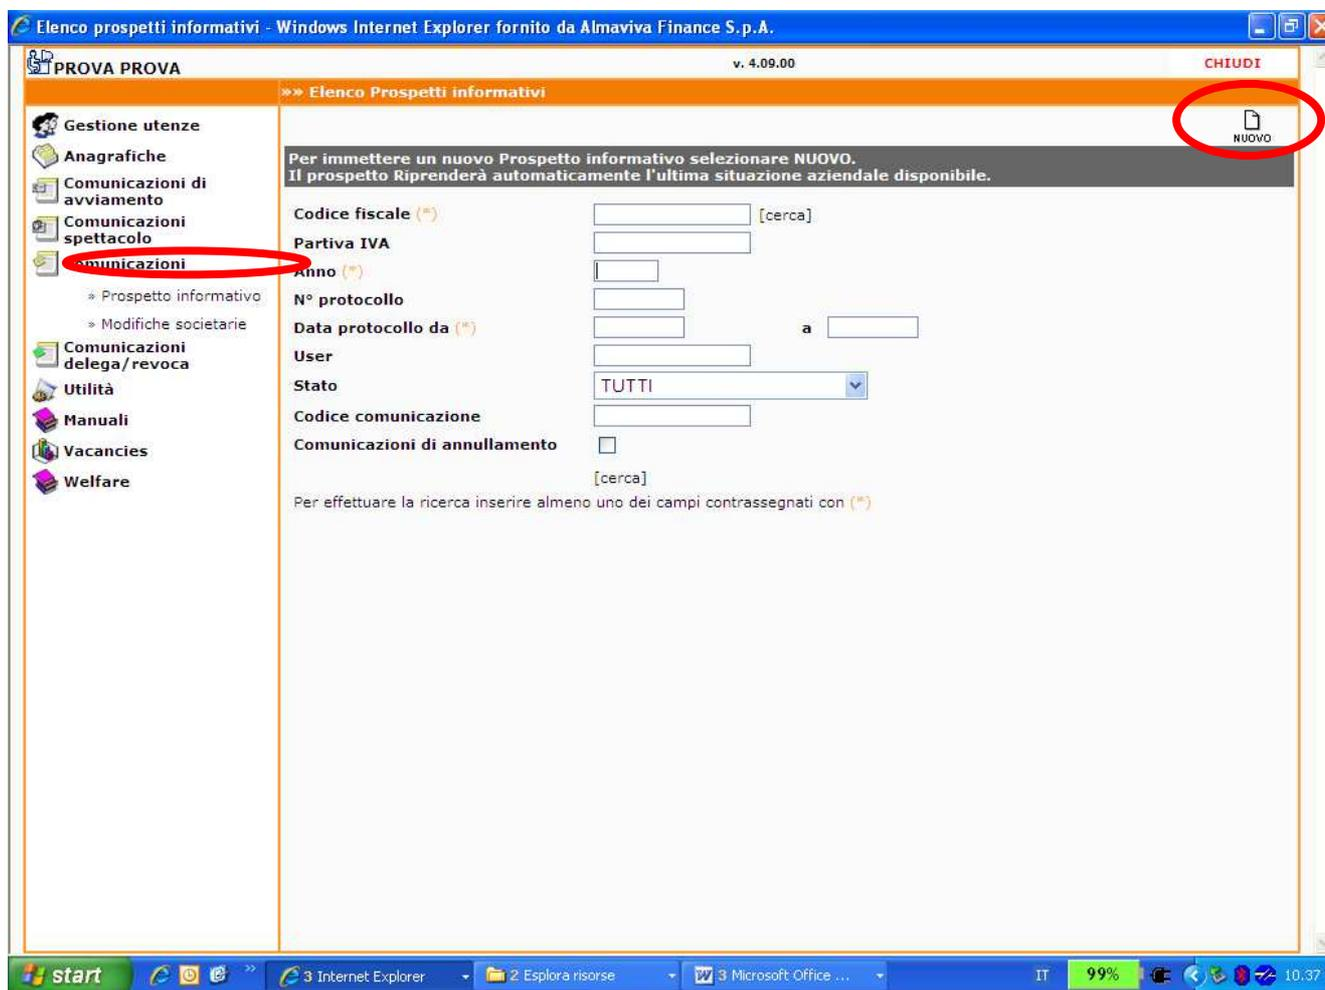 Elenco prospetti informativi - Windows Internet Explorer fornito da Almaviva Finance S.p.A.
PROVA PROVA
v. 4.09.00
CHIUDI
»» Elenco Prospetti informativi
NUOVO
Gestione utenze
Anagrafiche
Comunicazioni di
avviamento
Comunicazioni
spettacolo
Comunicazioni
» Prospetto informativo
» Modifiche societarie
Comunicazioni
delega/revoca
Utilità
Manuali
Vacancies
Welfare
Per immettere un nuovo Prospetto informativo selezionare NUOVO.
Il prospetto Riprenderà automaticamente l'ultima situazione aziendale disponibile.
Codice fiscale (*) [cerca]
Partiva IVA
Anno (*)
N° protocollo
Data protocollo da (*) a
User
Stato TUTTI
Codice comunicazione
Comunicazioni di annullamento
[cerca]
Per effettuare la ricerca inserire almeno uno dei campi contrassegnati con (*)
start 3 Internet Explorer 2 Esplora risorse 3 Microsoft Office ... IT 99% 10.37